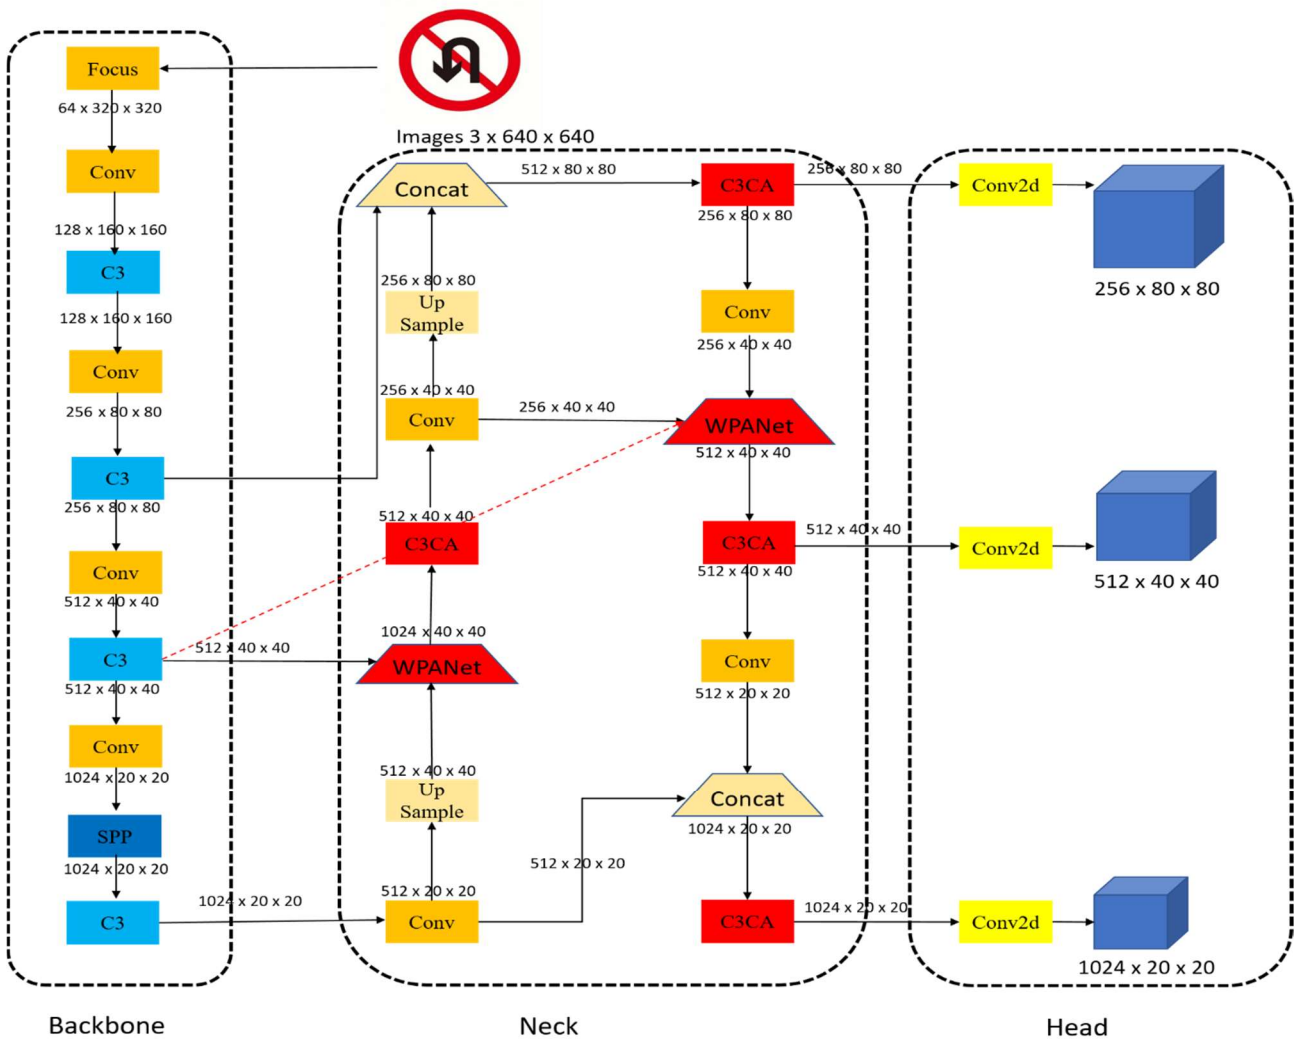 Images 3 x 640 x 640
Focus
64 x 320 x 320
Conv
128 x 160 x 160
C3
128 x 160 x 160
Conv
256 x 80 x 80
C3
256 x 80 x 80
Conv
512 x 40 x 40
C3
512 x 40 x 40
512 x 40 x 40
Conv
1024 x 20 x 20
SPP
1024 x 20 x 20
C3
1024 x 20 x 20
Backbone
Concat
512 x 80 x 80
256 x 80 x 80
Up
Sample
256 x 40 x 40
Conv
256 x 40 x 40
512 x 40 x 40
C3CA
1024 x 40 x 40
WPANet
512 x 40 x 40
Up
Sample
512 x 20 x 20
Conv
512 x 20 x 20
C3CA
256 x 80 x 80
256 x 80 x 80
Conv
256 x 40 x 40
WPANet
512 x 40 x 40
C3CA
512 x 40 x 40
512 x 40 x 40
Conv
512 x 20 x 20
Concat
1024 x 20 x 20
C3CA
1024 x 20 x 20
Neck
Conv2d
256 x 80 x 80
Conv2d
512 x 40 x 40
Conv2d
1024 x 20 x 20
Head